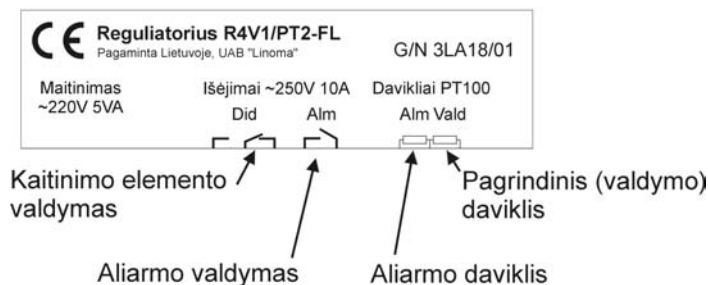 CE Reguliatorius R4V1/PT2-FL
Pagaminta Lietuvoje, UAB "Linoma"
G/N 3LA18/01
Maitinimas
~220V 5VA
Išėjimai ~250V 10A
Davikliai PT100
Did
Alm
Alm Vald
Kaitinimo elemento
valdymas
Pagrindinis (valdymo)
daviklis
Aliarmo valdymas
Aliarmo daviklis